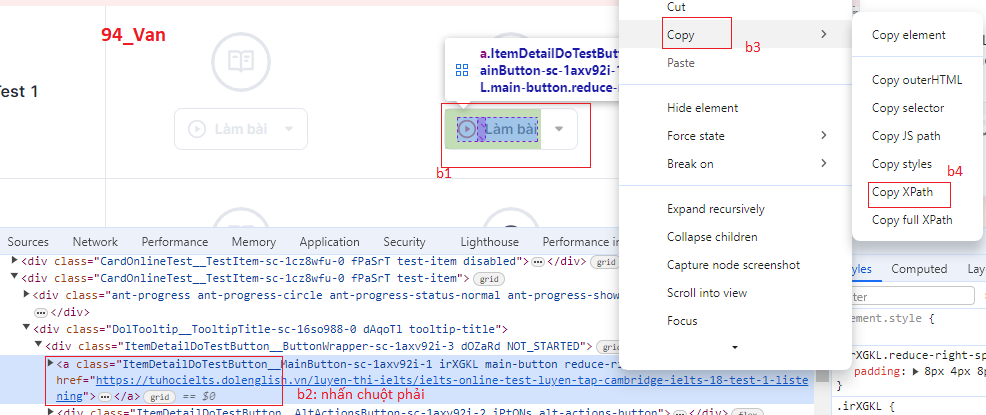 94_Van
Test 1
Làm bài
Làm bài
a.ItemDetailDoTestButton
ainButton-sc-1axv92i-1
L.main-button.reduce-
b1
Cut
Copy
Paste
Hide element
Force state
Break on
Expand recursively
Collapse children
Capture node screenshot
Scroll into view
Focus
b3
Copy element
Copy outerHTML
Copy selector
Copy JS path
Copy styles
b4
Copy XPath
Copy full XPath
Sources Network Performance Memory Application Security Lighthouse Performance in
<div class="CardOnlineTest__TestItem-sc-1cz8wfu-0 fPaSrT test-item disabled">…</div> grid
<div class="CardOnlineTest__TestItem-sc-1cz8wfu-0 fPaSrT test-item"> grid
<div class="ant-progress ant-progress-circle ant-progress-status-normal ant-progress-show
… </div>
<div class="DolTooltip__TooltipTitle-sc-16so988-0 dAqoTl tooltip-title">
<div class="ItemDetailDoTestButton__ButtonWrapper-sc-1axv92i-3 dOZaRd NOT_STARTED"> grid
<a class="ItemDetailDoTestButton__MainButton-sc-1axv92i-1 irXGKL main-button reduce-ri
href="https://tuhocielts.dolenglish.vn/luyen-thi-ielts/ielts-online-test-luyen-tap-cambridge-ielts-18-test-1-liste
ning">…</a> grid == $0
b2: nhấn chuột phải
AltActionsButton-sc-1axv92i-2 iPtONs alt-actions-button">…</div> flex
yles Computed Layout
lter
ement.style {
irXGKL.reduce-right-sp
padding: 8px 4px 8
}
.irXGKL {